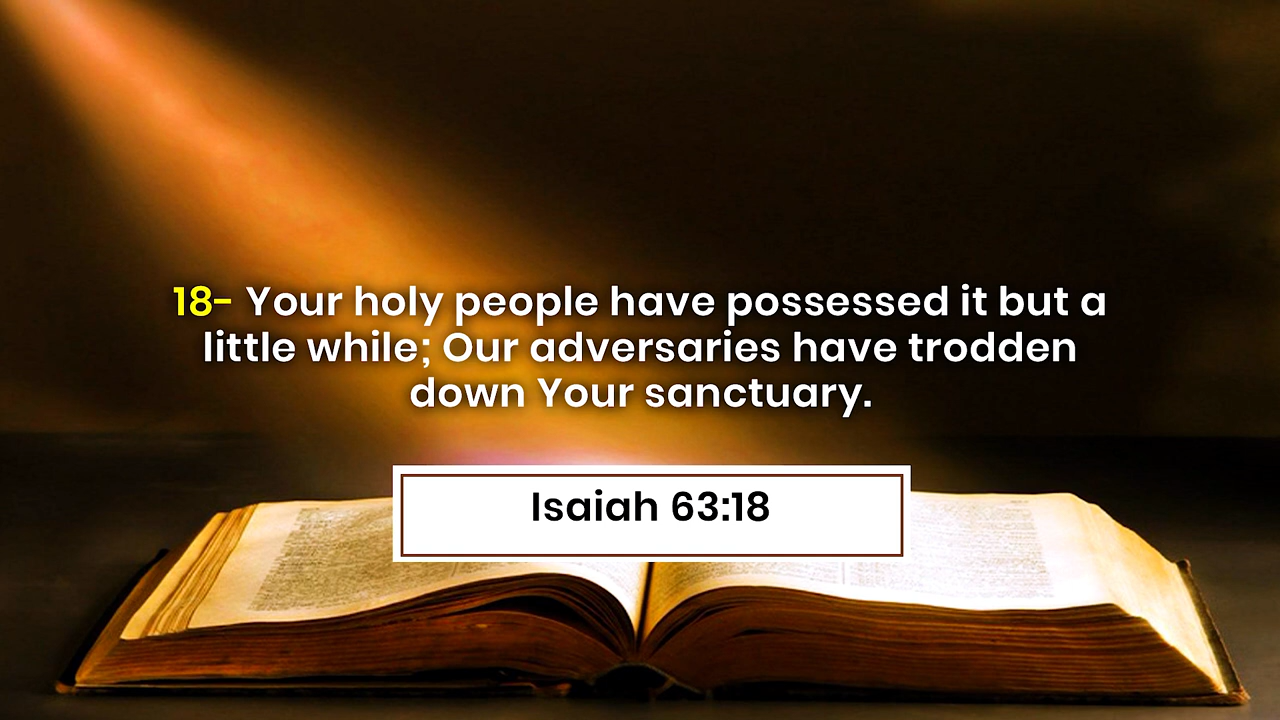 18- Your holy people have possessed it but a
little while; Our adversaries have trodden
down Your sanctuary.
Isaiah 63:18